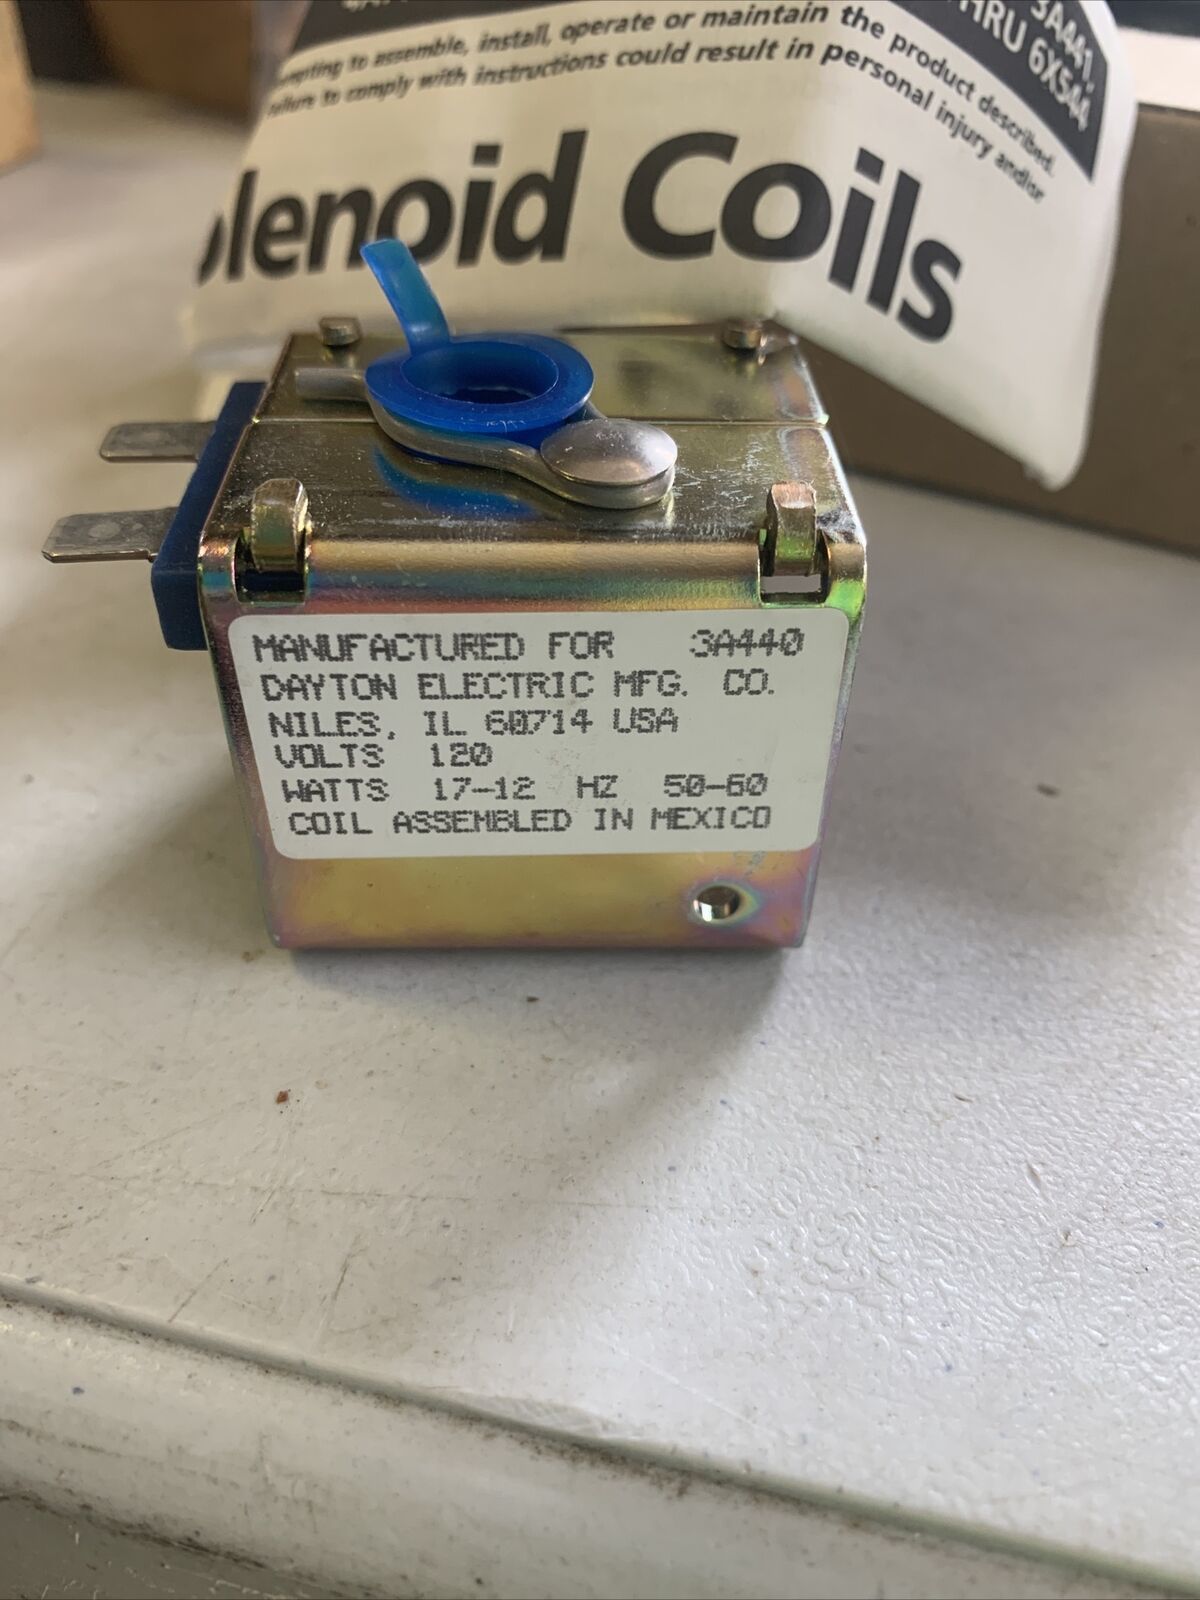 3A441,
THRU 6X544
to assemble, install, operate or maintain the product described.
to comply with instructions could result in personal injury and/or
olenoid Coils
MANUFACTURED FOR 3A440
DAYTON ELECTRIC MFG. CO.
NILES, IL 60714 USA
VOLTS 120
WATTS 17-12 HZ 50-60
COIL ASSEMBLED IN MEXICO